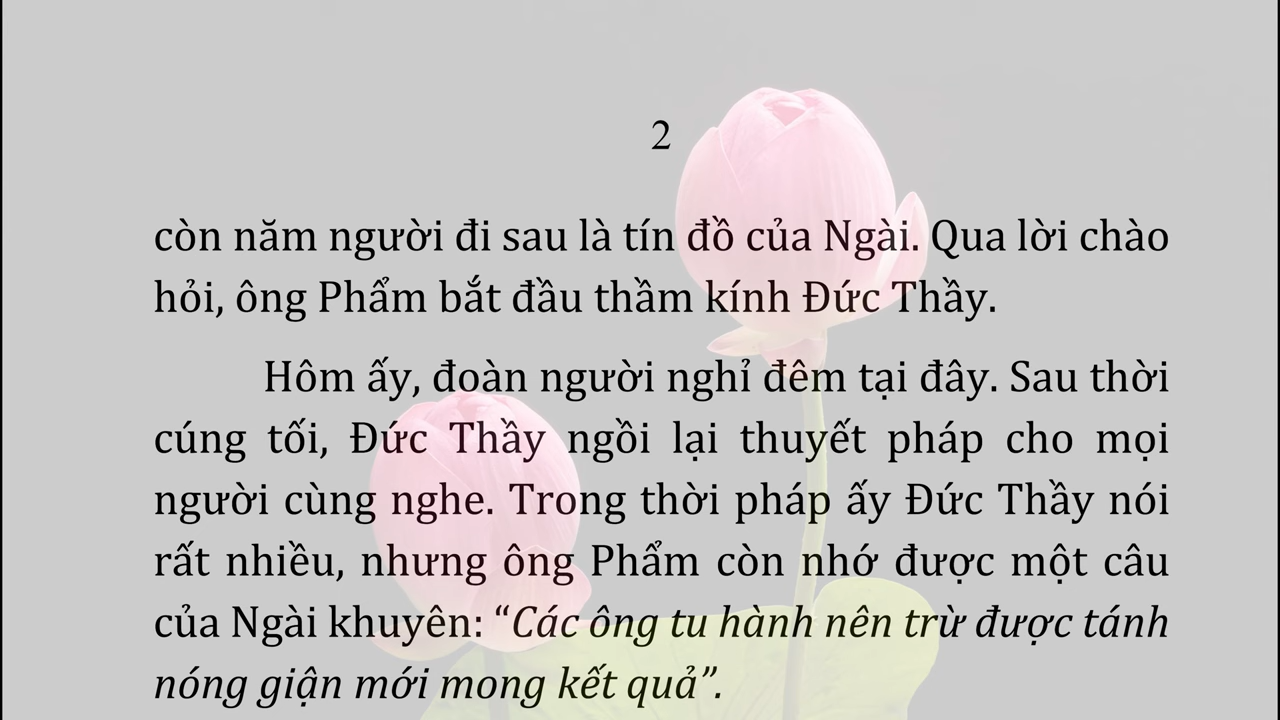 2
còn năm người đi sau là tín đồ của Ngài. Qua lời chào
hỏi, ông Phẩm bắt đầu thầm kính Đức Thầy.
Hôm ấy, đoàn người nghỉ đêm tại đây. Sau thời
cúng tối, Đức Thầy ngồi lại thuyết pháp cho mọi
người cùng nghe. Trong thời pháp ấy Đức Thầy nói
rất nhiều, nhưng ông Phẩm còn nhớ được một câu
của Ngài khuyên: “Các ông tu hành nên trừ được tánh
nóng giận mới mong kết quả”.